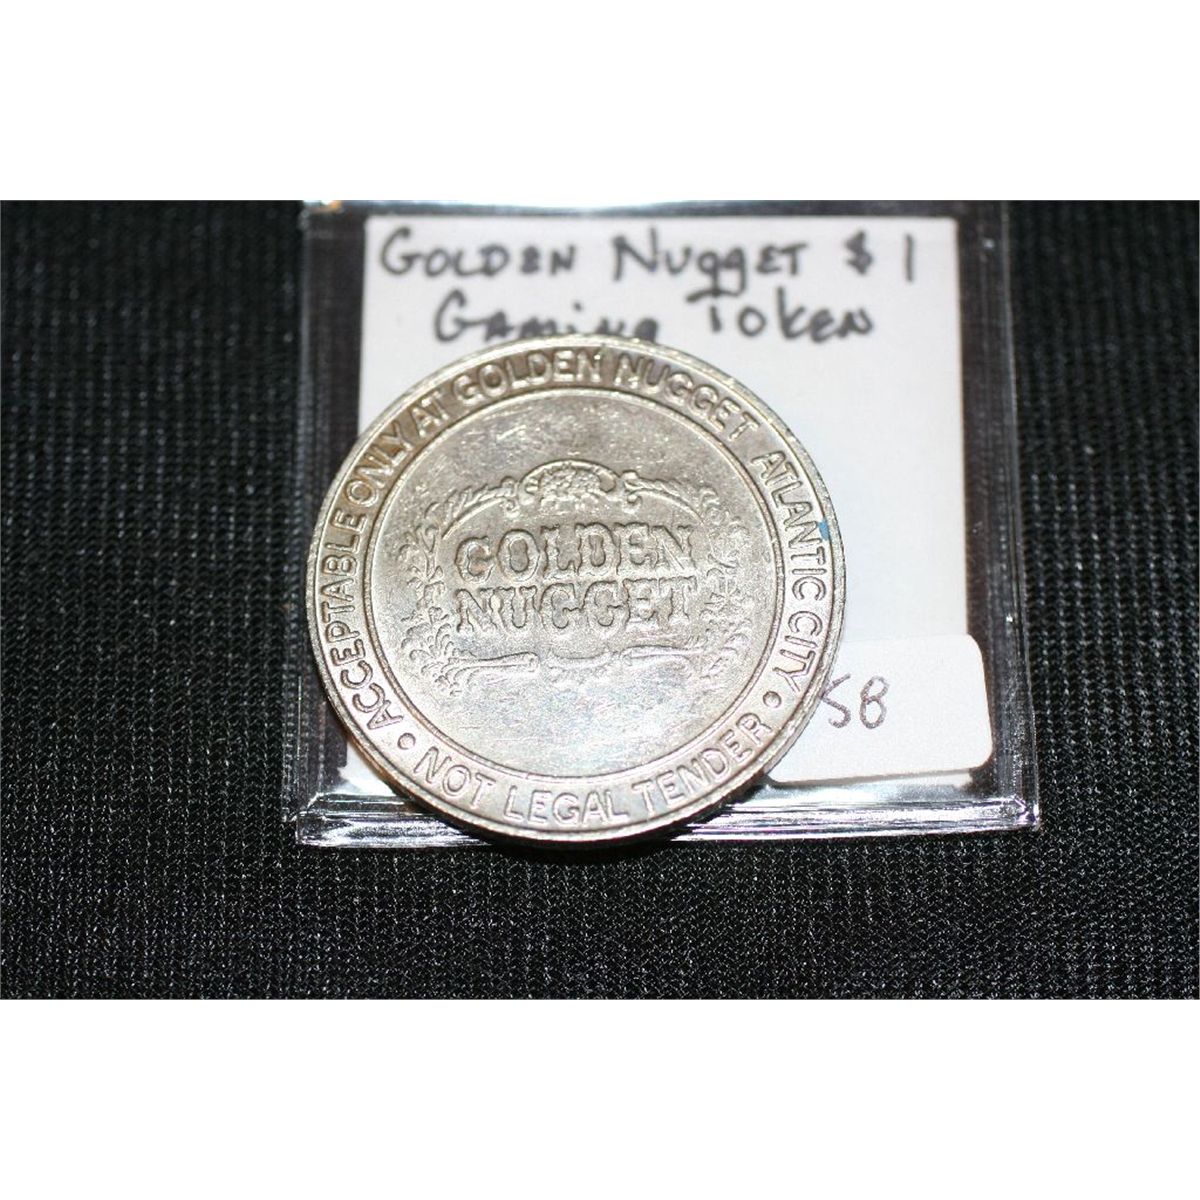 GOLDEN NUGGET $1
GAMING TOKEN
ACCEPTABLE ONLY AT GOLDEN NUGGET ATLANTIC CITY
• NOT LEGAL TENDER •
GOLDEN
NUGGET
58